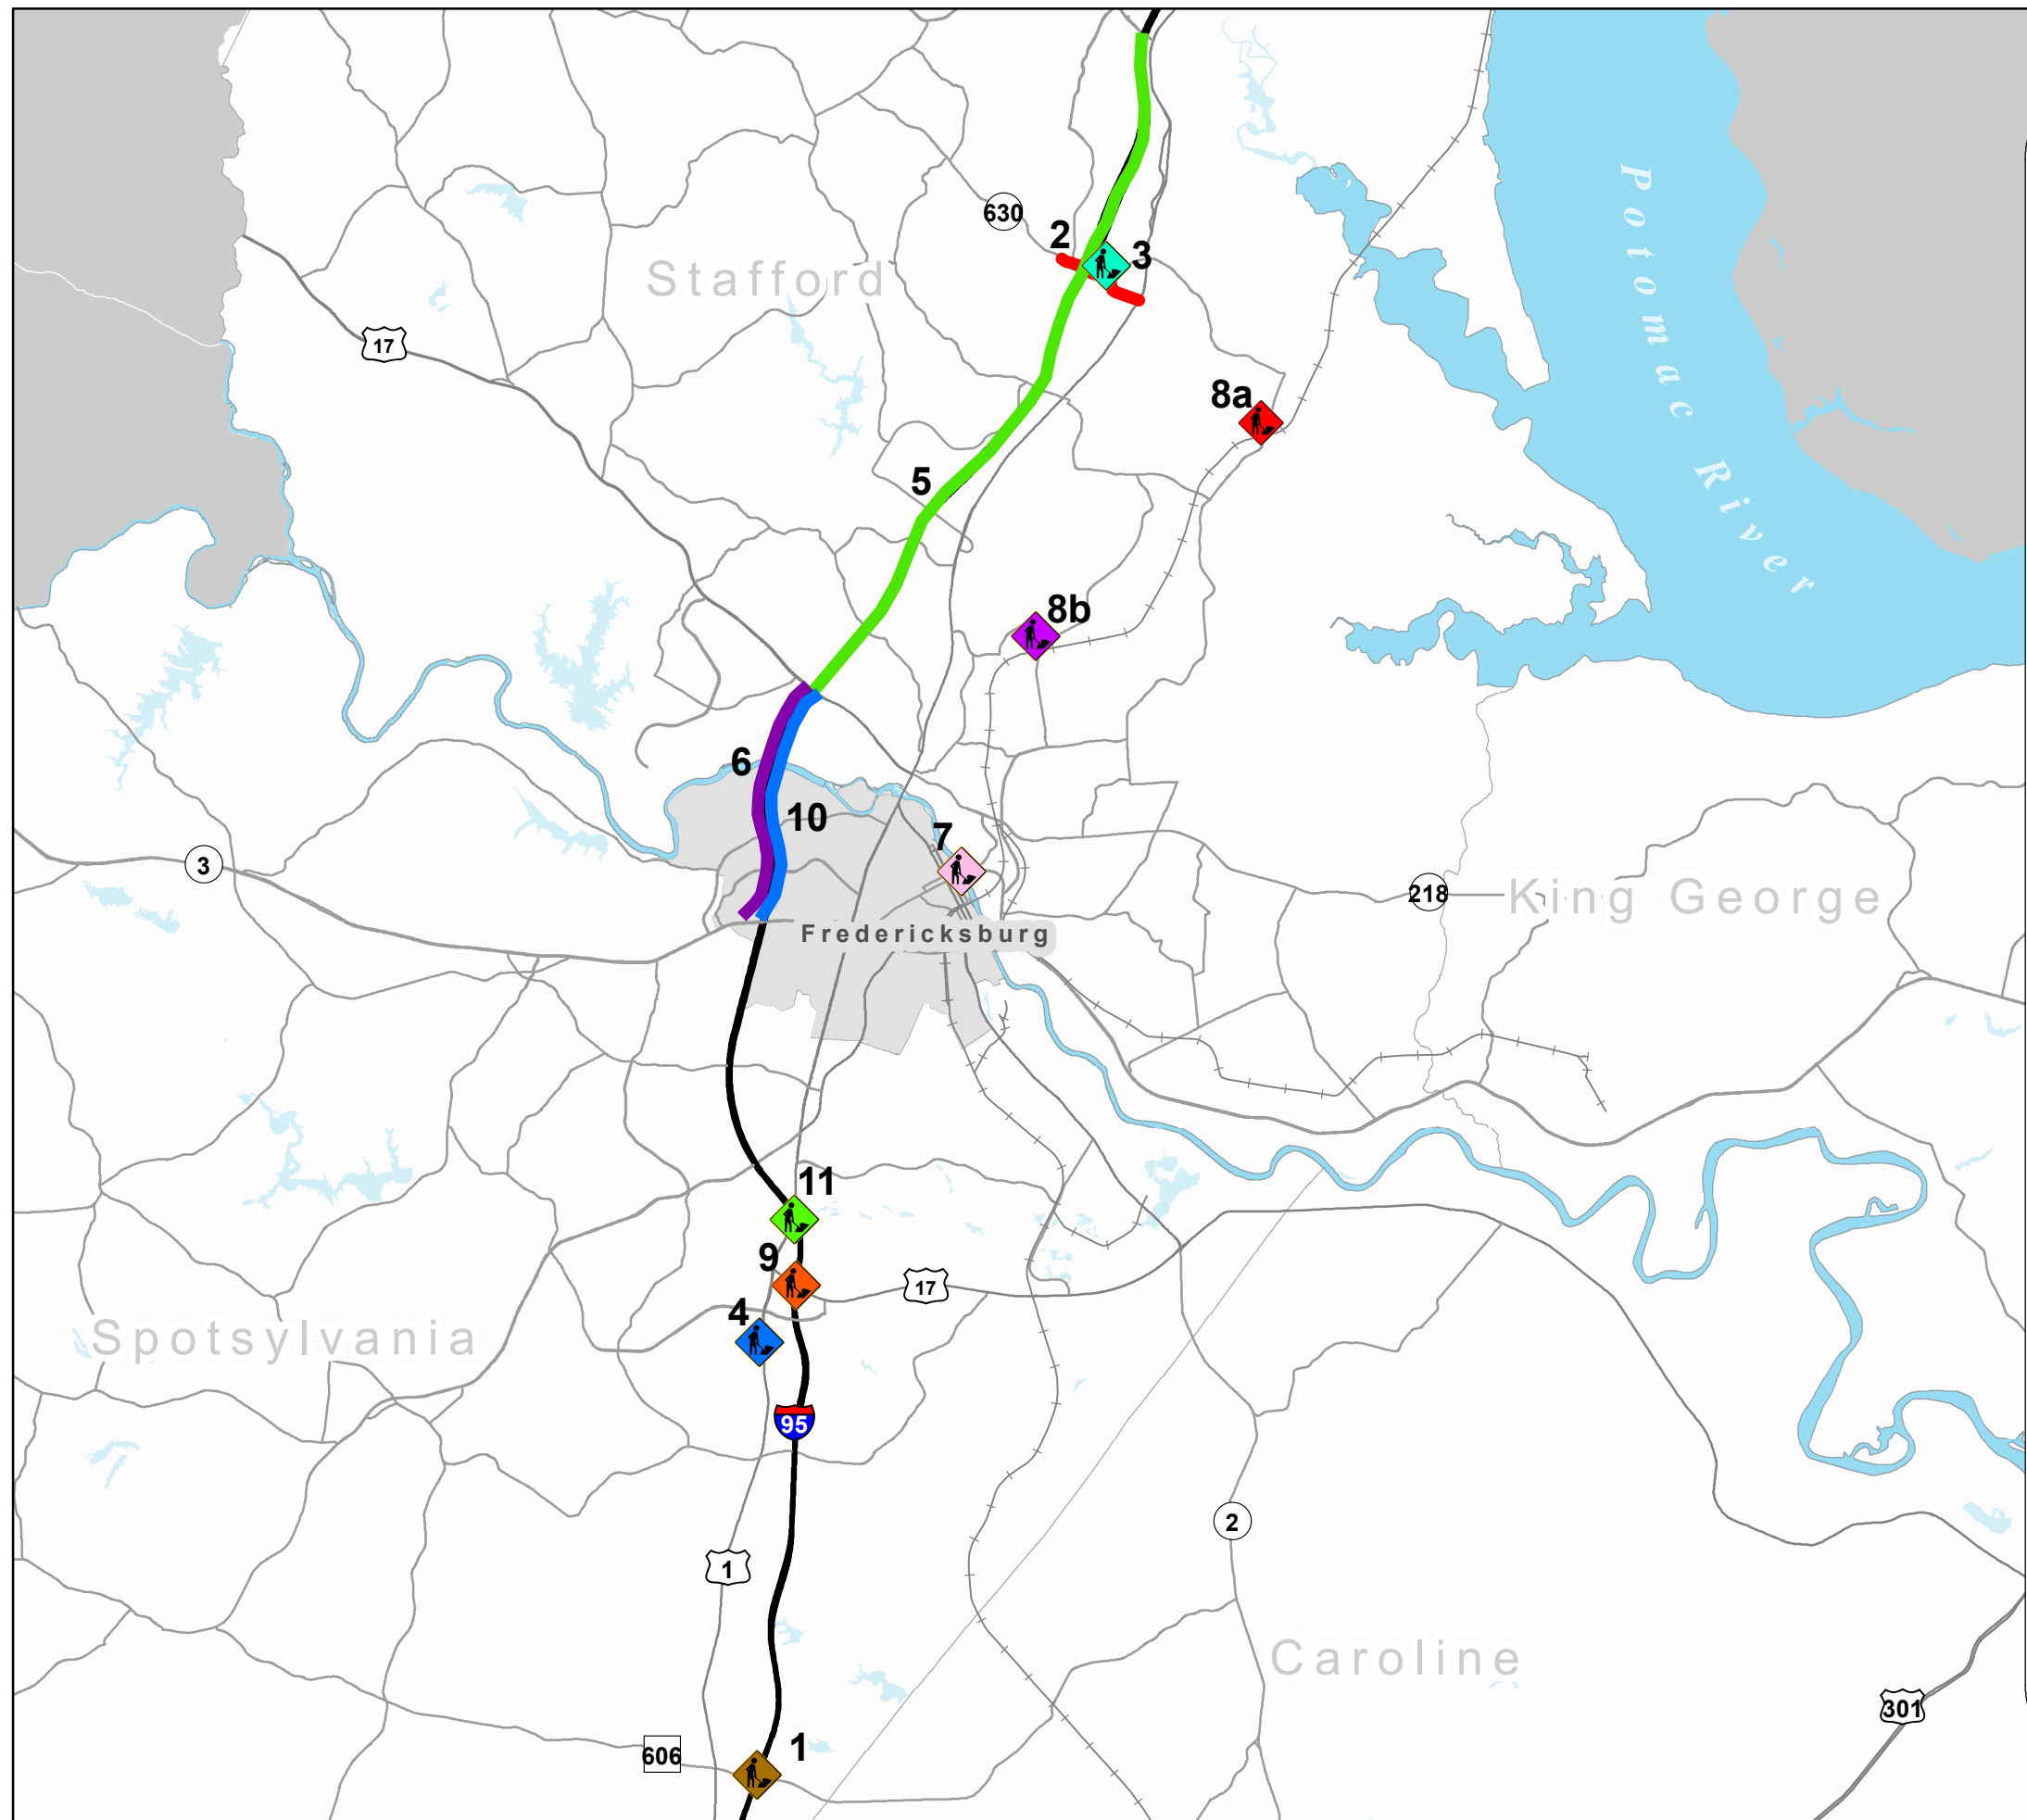 630
2
3
Stafford
Potomac River
17
8a
5
8b
6
10
7
3
218
King George
Fredericksburg
11
9
17
4
Spotsylvania
95
2
1
Caroline
301
1
606